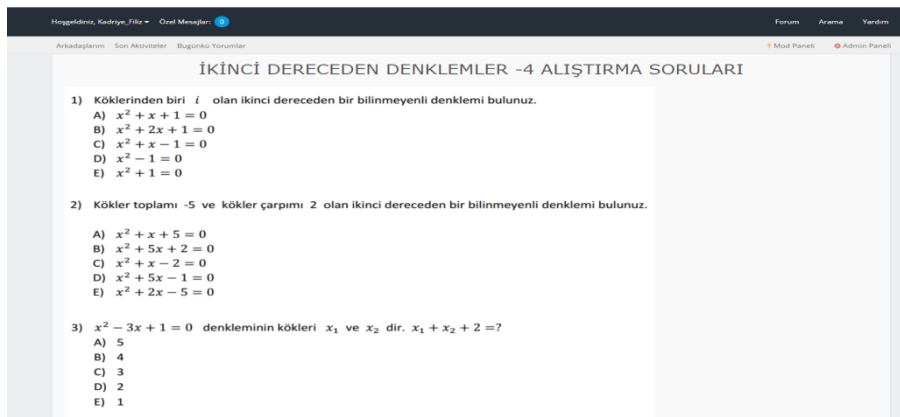 Hoşgeldiniz, Kadriye_Filiz Özel Mesajlar: 0 Forum Arama Yardım
Arkadaşlarım Son Aktiviteler Bugünkü Yorumlar Mod Paneli Admin Paneli
İKİNCİ DERECEDEN DENKLEMLER -4 ALIŞTIRMA SORULARI
1) Köklerinden biri i olan ikinci dereceden bir bilinmeyenli denklemi bulunuz.
A) x² + x + 1 = 0
B) x² + 2x + 1 = 0
C) x² + x − 1 = 0
D) x² − 1 = 0
E) x² + 1 = 0
2) Kökler toplamı -5 ve kökler çarpımı 2 olan ikinci dereceden bir bilinmeyenli denklemi bulunuz.
A) x² + x + 5 = 0
B) x² + 5x + 2 = 0
C) x² + x − 2 = 0
D) x² + 5x − 1 = 0
E) x² + 2x − 5 = 0
3) x² − 3x + 1 = 0 denkleminin kökleri x₁ ve x₂ dir. x₁ + x₂ + 2 =?
A) 5
B) 4
C) 3
D) 2
E) 1